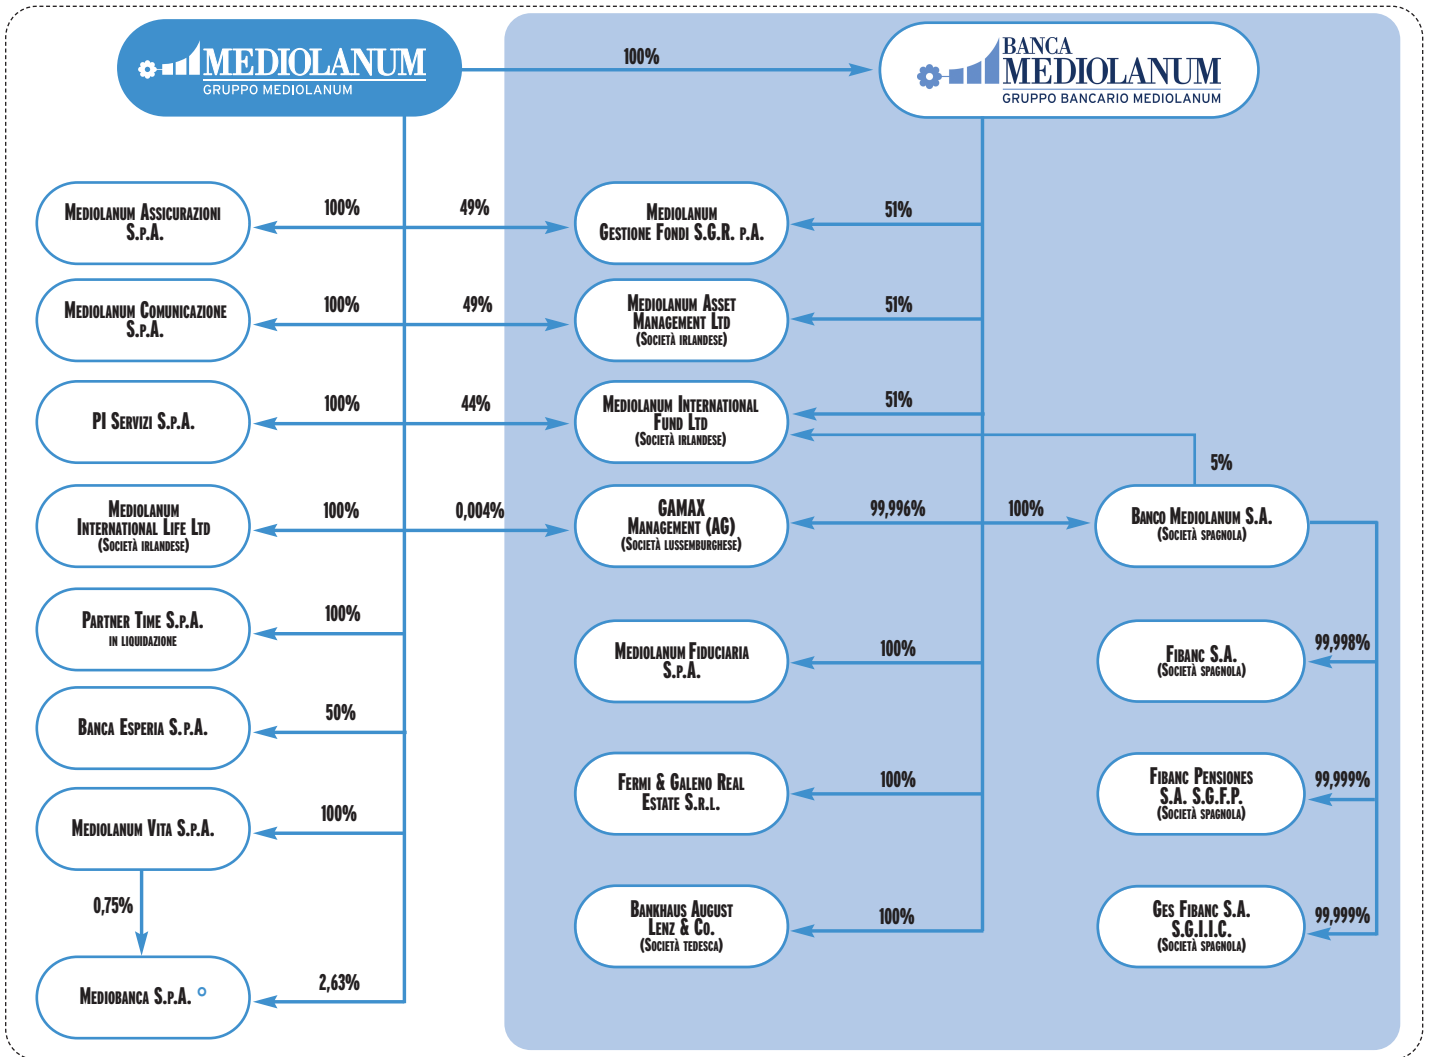 MEDIOLANUM
GRUPPO MEDIOLANUM
100%
BANCA
MEDIOLANUM
GRUPPO BANCARIO MEDIOLANUM
Mediolanum Assicurazioni
S.p.A.
100%
49%
Mediolanum
Gestione Fondi S.G.R. p.A.
51%
Mediolanum Comunicazione
S.p.A.
100%
49%
Mediolanum Asset
Management Ltd
(Società irlandese)
51%
PI Servizi S.p.A.
100%
44%
Mediolanum International
Fund Ltd
(Società irlandese)
51%
5%
Mediolanum
International Life Ltd
(Società irlandese)
100%
0,004%
GAMAX
Management (AG)
(Società lussemburghese)
99,996%
100%
Banco Mediolanum S.A.
(Società spagnola)
Partner Time S.p.A.
in liquidazione
100%
Mediolanum Fiduciaria
S.p.A.
100%
Fibanc S.A.
(Società spagnola)
99,998%
Banca Esperia S.p.A.
50%
Fermi & Galeno Real
Estate S.r.l.
100%
Fibanc Pensiones
S.A. S.G.F.P.
(Società spagnola)
99,999%
Mediolanum Vita S.p.A.
100%
0,75%
Bankhaus August
Lenz & Co.
(Società tedesca)
100%
Ges Fibanc S.A.
S.G.I.I.C.
(Società spagnola)
99,999%
Mediobanca S.p.A. °
2,63%